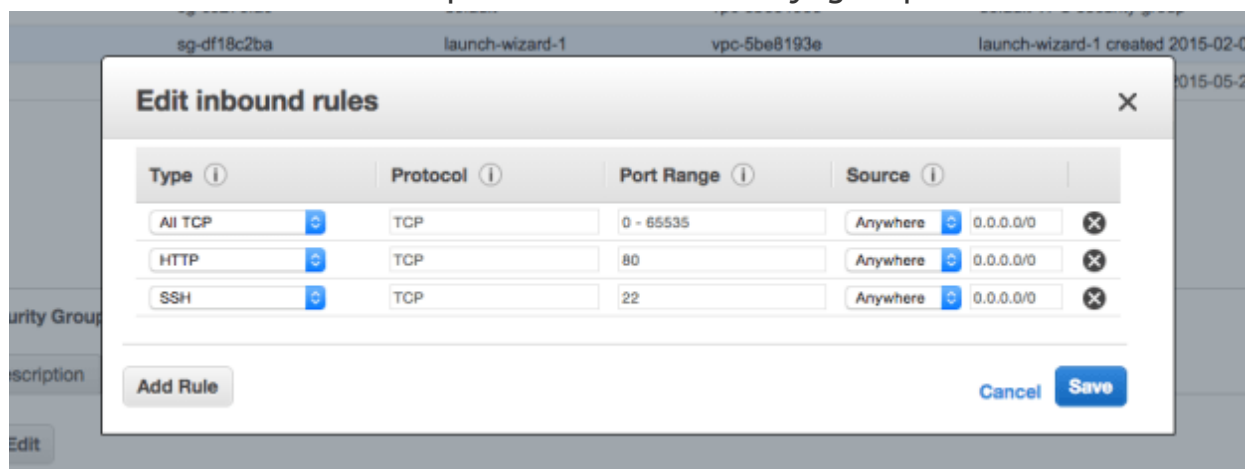 sg-df18c2ba launch-wizard-1 vpc-5be8193e launch-wizard-1 created 2015-02-0
2015-05-2
Edit inbound rules
Type Protocol Port Range Source
All TCP TCP 0 - 65535 Anywhere 0.0.0.0/0
HTTP TCP 80 Anywhere 0.0.0.0/0
SSH TCP 22 Anywhere 0.0.0.0/0
urity Group
escription
Add Rule Cancel Save
Edit